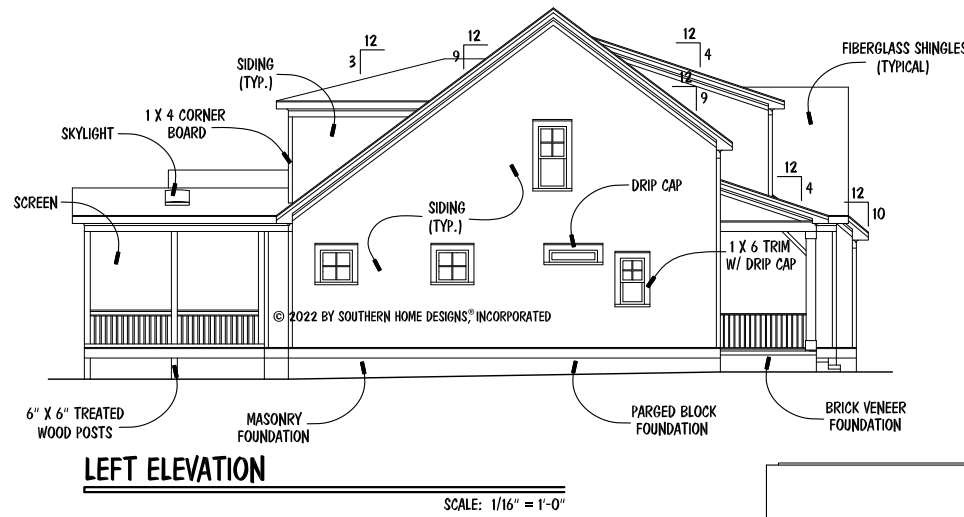 12
3
12
9
12
4
FIBERGLASS SHINGLES
(TYPICAL)
SIDING
(TYP.)
12
9
1 X 4 CORNER
BOARD
SKYLIGHT
12
4
DRIP CAP
SCREEN
SIDING
(TYP.)
12
10
1 X 6 TRIM
W/ DRIP CAP
© 2022 BY SOUTHERN HOME DESIGNS,® INCORPORATED
6" X 6" TREATED
WOOD POSTS
MASONRY
FOUNDATION
PARGED BLOCK
FOUNDATION
BRICK VENEER
FOUNDATION
LEFT ELEVATION
SCALE: 1/16" = 1'-0"